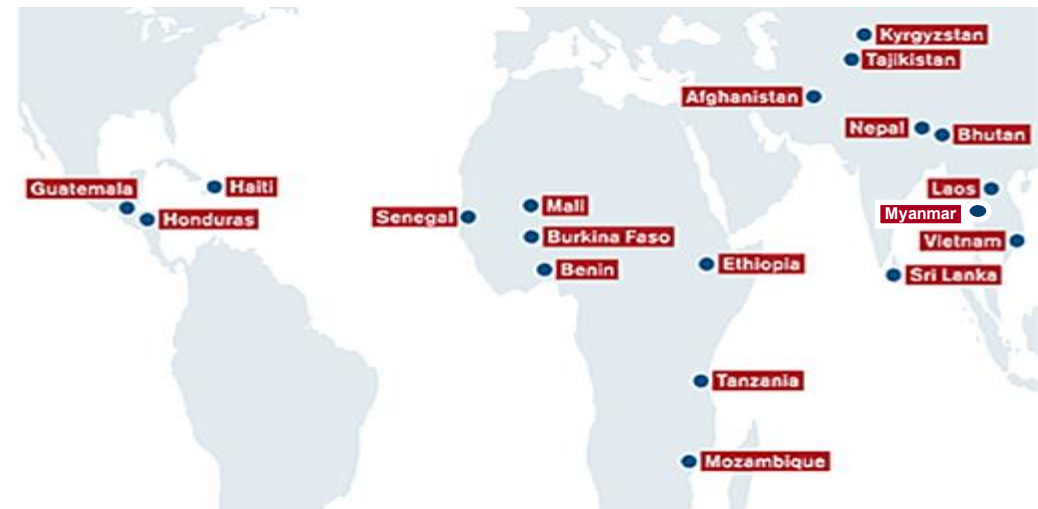 Kyrgyzstan
Tajikistan
Afghanistan
Nepal
Bhutan
Guatemala
Haiti
Laos
Honduras
Senegal
Mali
Myanmar
Burkina Faso
Vietnam
Benin
Ethiopia
Sri Lanka
Tanzania
Mozambique